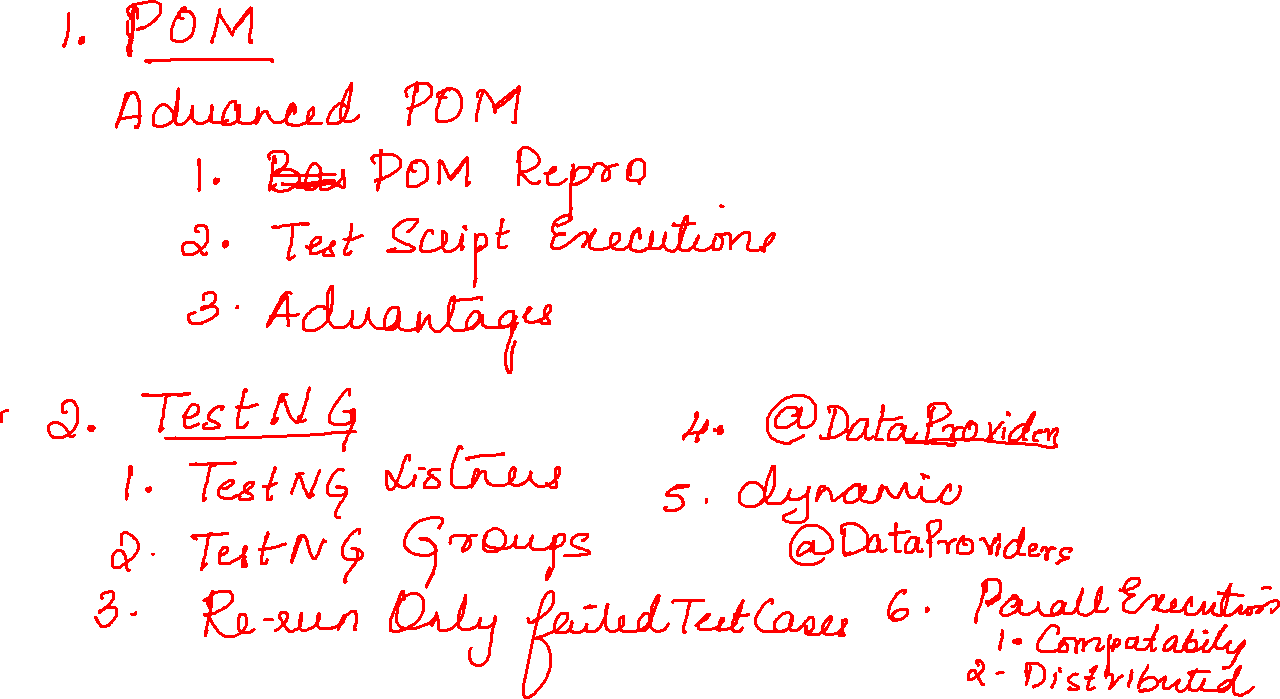 1. POM
Advanced POM
1. POM Repro
2. Test Script Executions
3. Advantages
2. TestNG
1. TestNG Listners
2. TestNG Groups
3. Re-run Only failed TestCases
4. @DataProvider
5. dynamic
@DataProviders
6. Parall Executions
1. Compatabily
2- Distributed